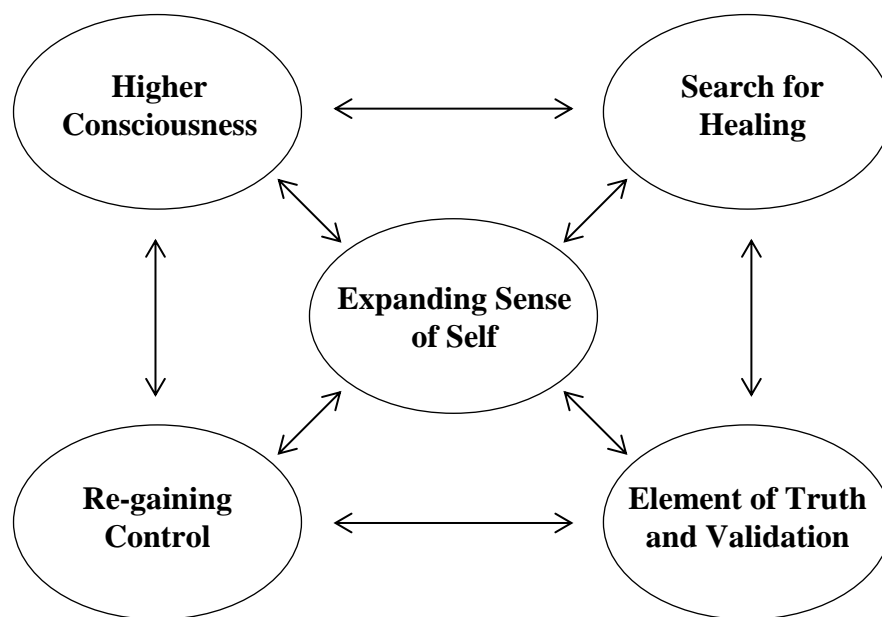 Higher
Consciousness
Search for
Healing
Expanding Sense
of Self
Re-gaining
Control
Element of Truth
and Validation